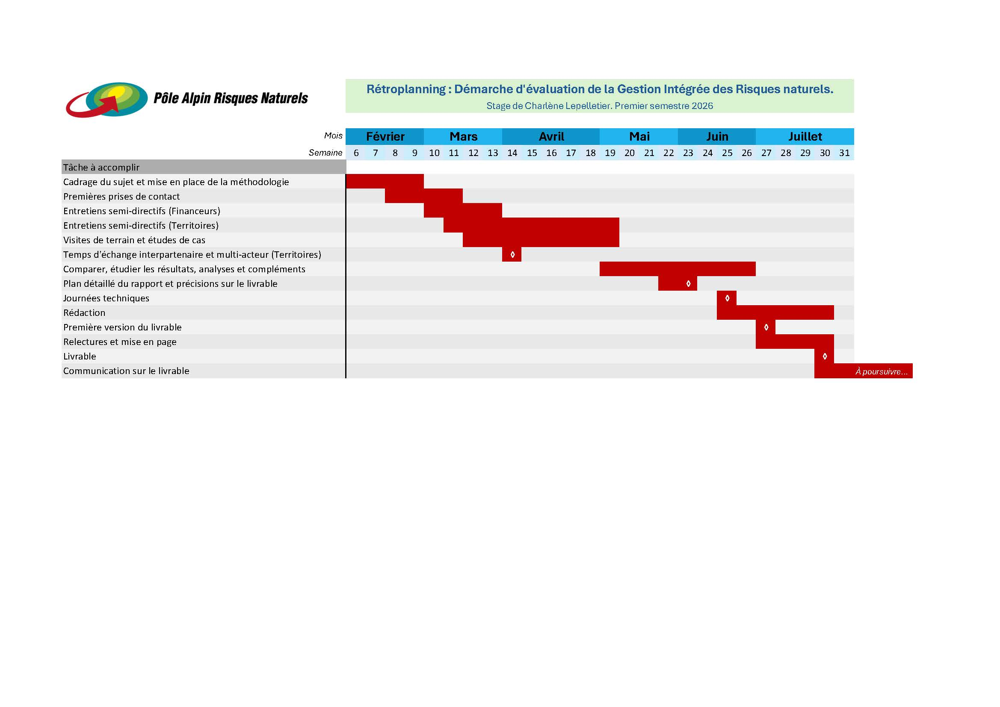 Pôle Alpin Risques Naturels
Rétroplanning : Démarche d'évaluation de la Gestion Intégrée des Risques naturels.
Stage de Charlène Lepelletier. Premier semestre 2026
Mois Février Mars Avril Mai Juin Juillet
Semaine 6 7 8 9 10 11 12 13 14 15 16 17 18 19 20 21 22 23 24 25 26 27 28 29 30 31
Tâche à accomplir
Cadrage du sujet et mise en place de la méthodologie
Premières prises de contact
Entretiens semi-directifs (Financeurs)
Entretiens semi-directifs (Territoires)
Visites de terrain et études de cas
Temps d'échange interpartenaire et multi-acteur (Territoires) ◊
Comparer, étudier les résultats, analyses et compléments
Plan détaillé du rapport et précisions sur le livrable ◊
Journées techniques ◊
Rédaction
Première version du livrable ◊
Relectures et mise en page
Livrable ◊
Communication sur le livrable À poursuivre...